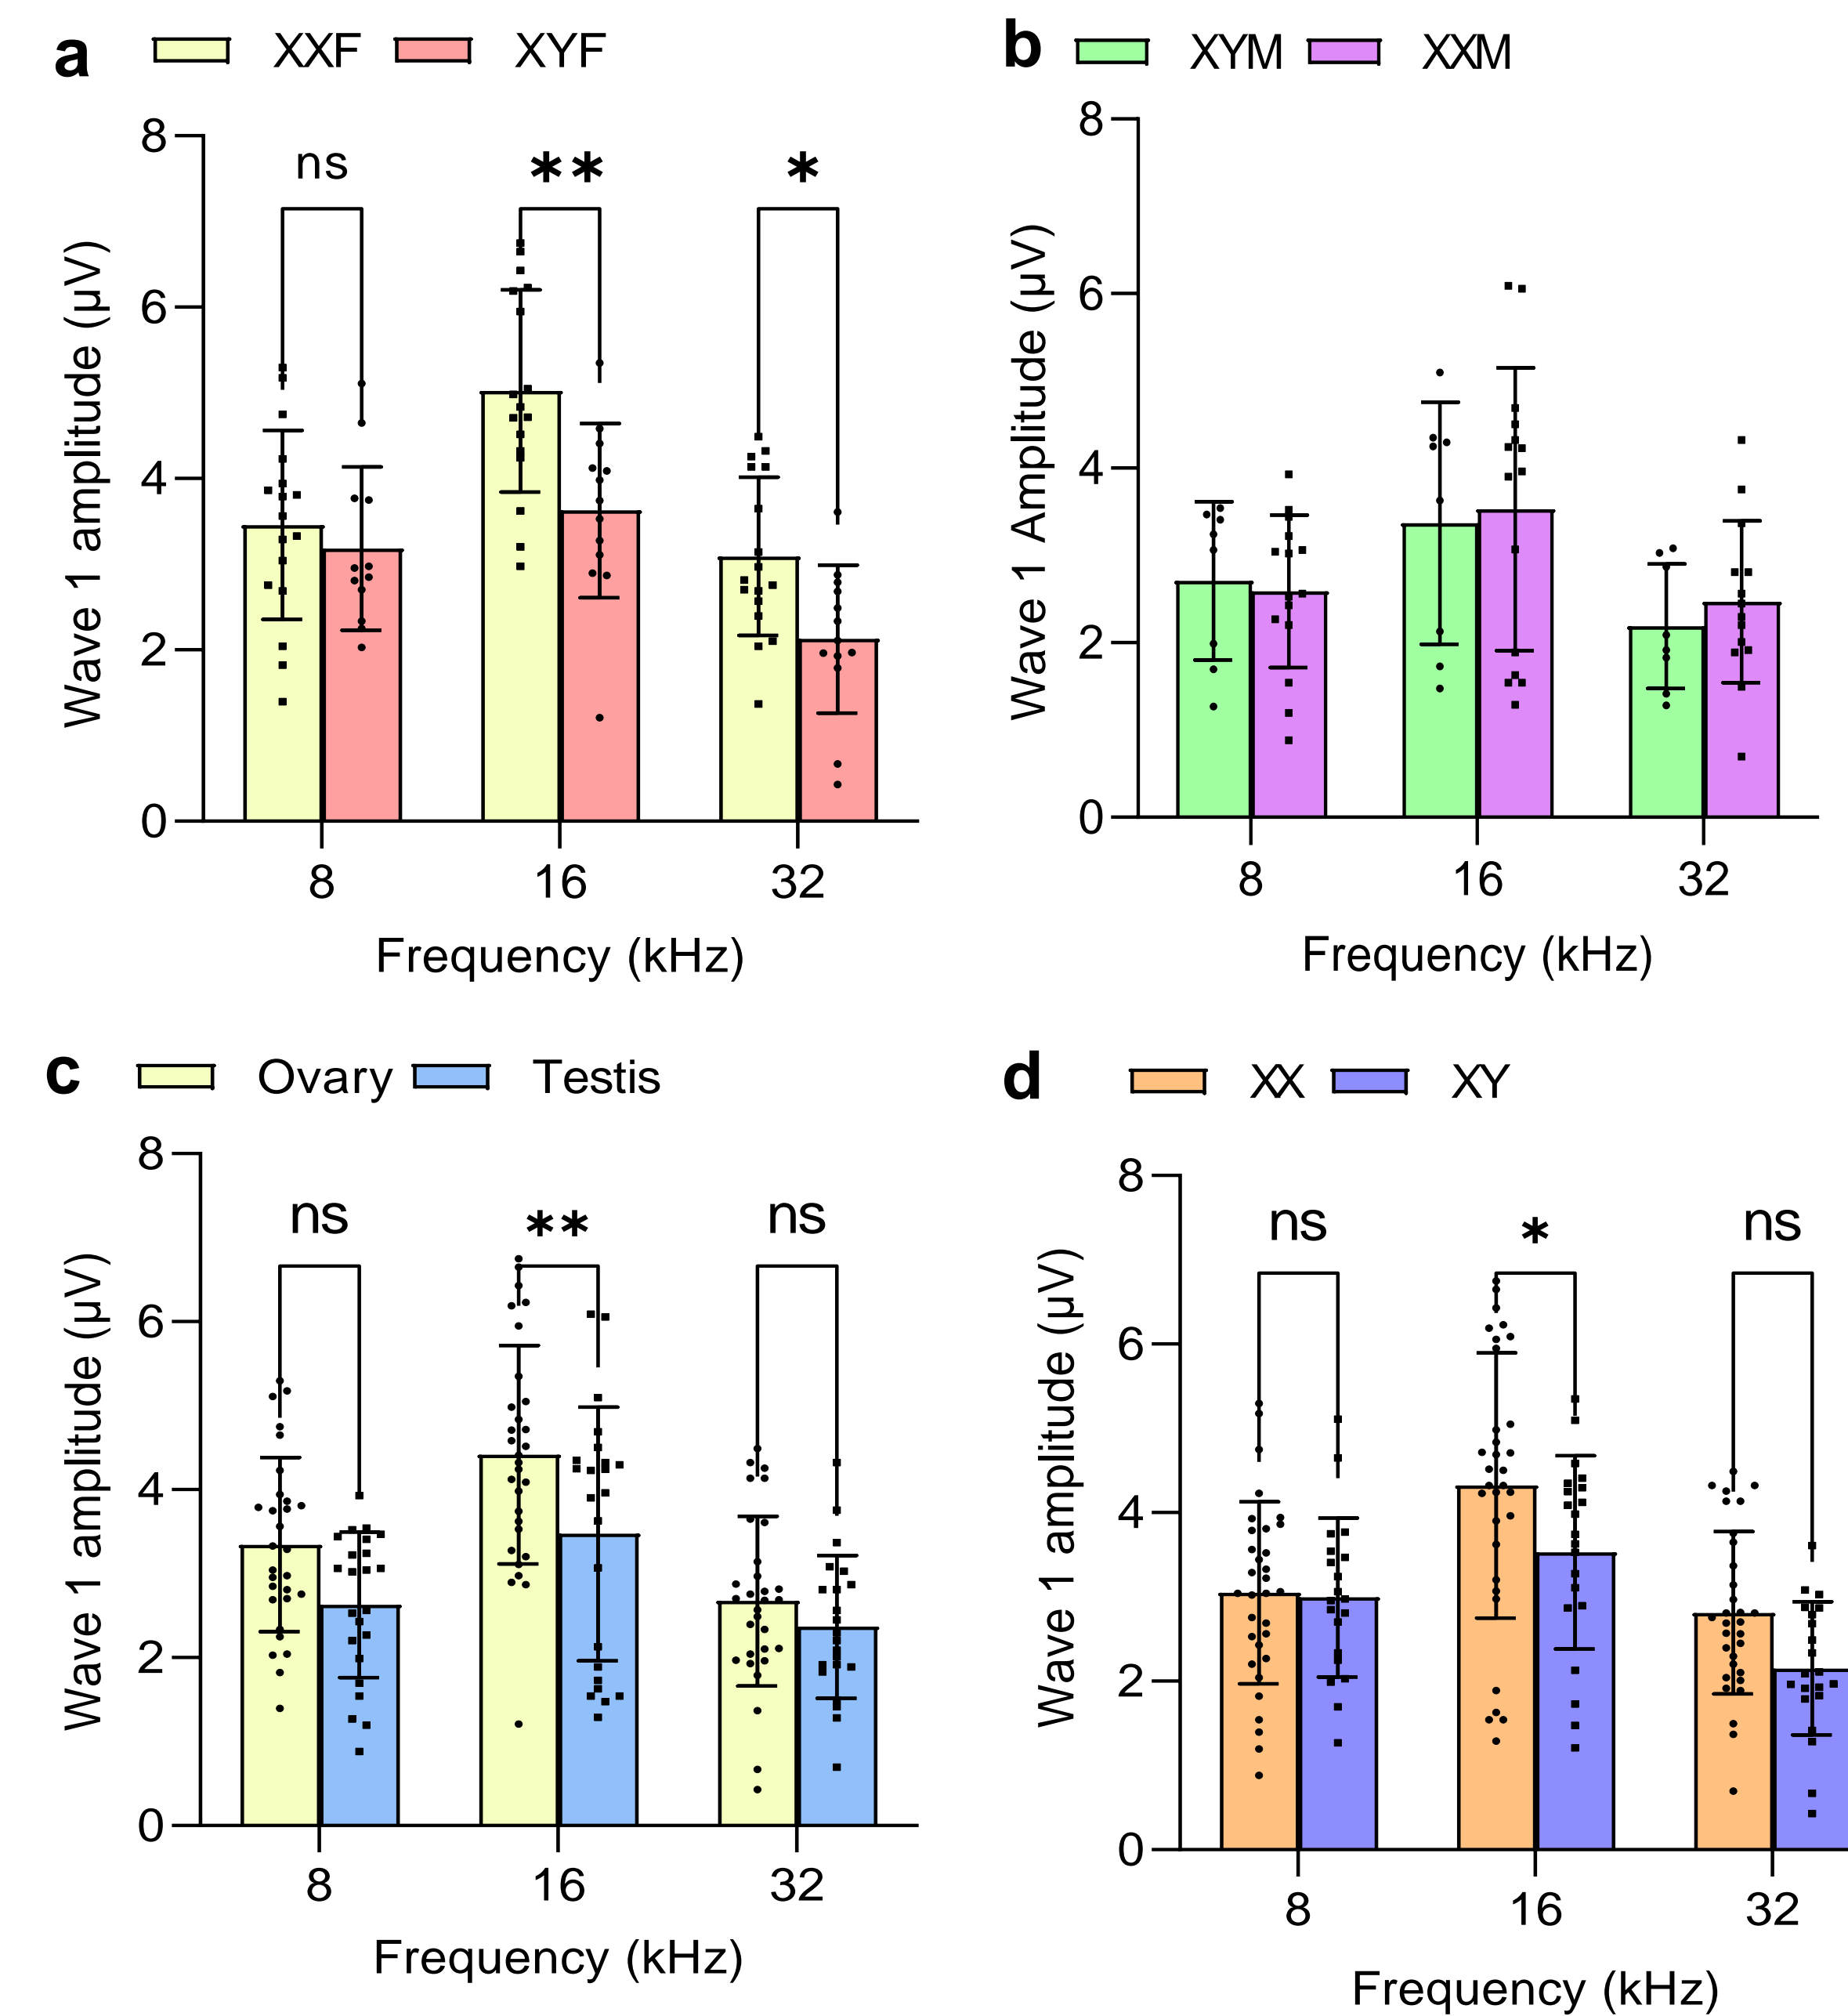 a XXF XYF
8
6
4
2
0
Wave 1 amplitude (µV)
ns ** *
8 16 32
Frequency (kHz)
b XYM XXM
8
6
4
2
0
Wave 1 Amplitude (µV)
8 16 32
Frequency (kHz)
c Ovary Testis
8
6
4
2
0
Wave 1 amplitude (µV)
ns ** ns
8 16 32
Frequency (kHz)
d XX XY
8
6
4
2
0
Wave 1 amplitude (µV)
ns * ns
8 16 32
Frequency (kHz)